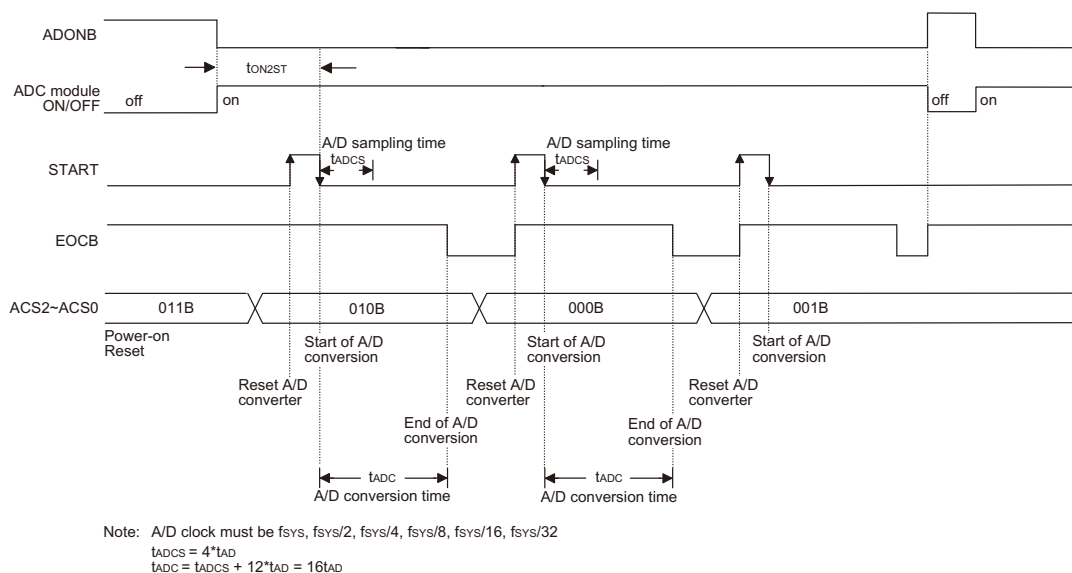 ADONB
tON2ST
ADC module
ON/OFF
off
on
off
on
A/D sampling time
tADCS
A/D sampling time
tADCS
START
EOCB
ACS2~ACS0
011B
010B
000B
001B
Power-on
Reset
Start of A/D
conversion
Start of A/D
conversion
Start of A/D
conversion
Reset A/D
converter
Reset A/D
converter
Reset A/D
converter
End of A/D
conversion
End of A/D
conversion
tADC
A/D conversion time
tADC
A/D conversion time
Note: A/D clock must be fSYS, fSYS/2, fSYS/4, fSYS/8, fSYS/16, fSYS/32
tADCS = 4*tAD
tADC = tADCS + 12*tAD = 16tAD